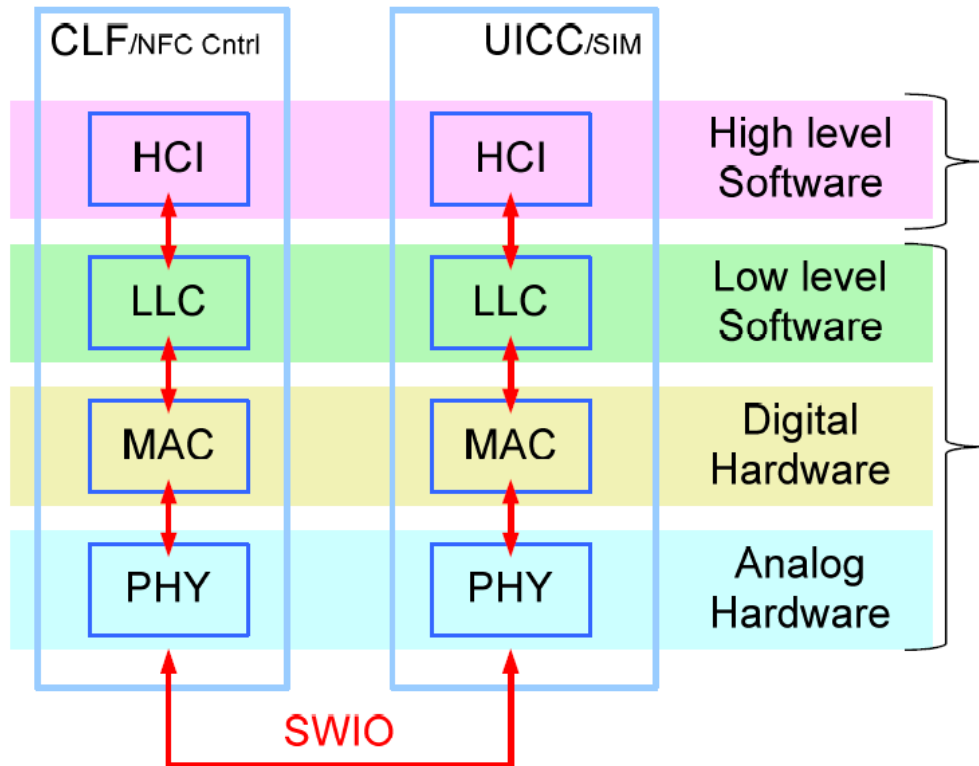 CLF/NFC Cntrl
UICC/SIM
HCI
HCI
High level
Software
LLC
LLC
Low level
Software
MAC
MAC
Digital
Hardware
PHY
PHY
Analog
Hardware
SWIO